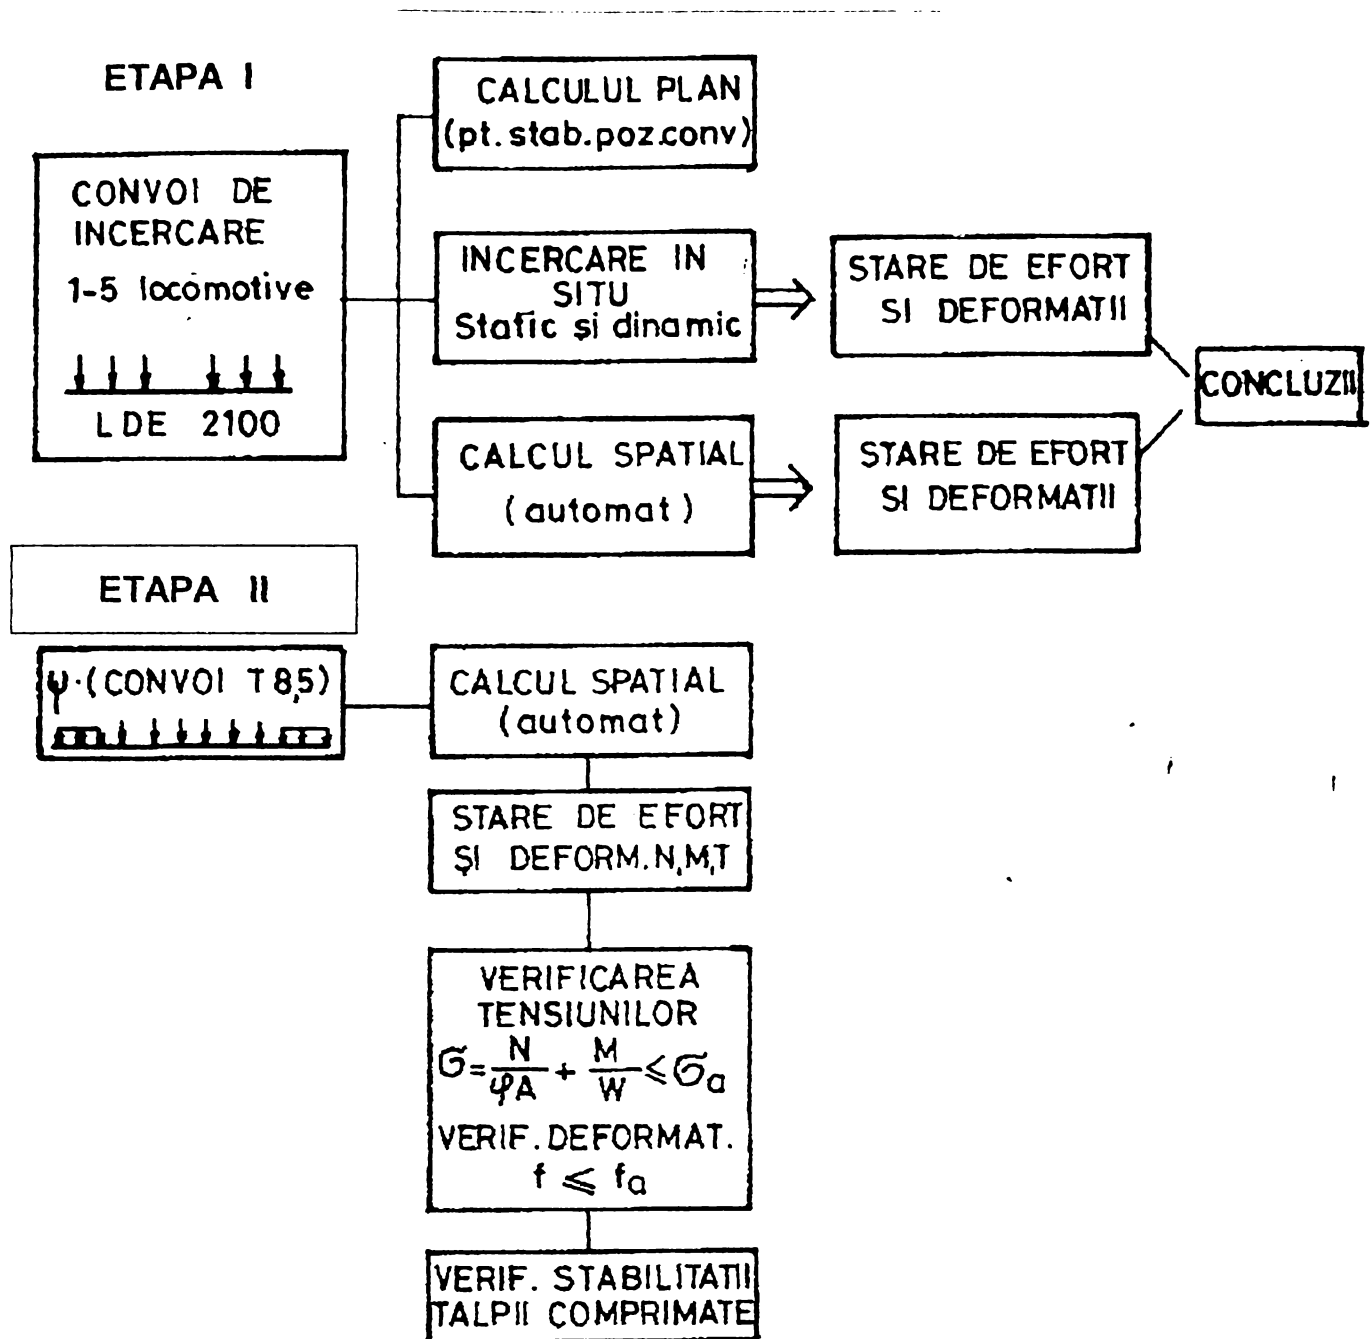 ETAPA I
CONVOI DE
INCERCARE
1-5 locomotive
LDE 2100
CALCULUL PLAN
(pt. stab.poz.conv)
INCERCARE IN
SITU
Static și dinamic
STARE DE EFORT
SI DEFORMATII
CALCUL SPATIAL
(automat)
STARE DE EFORT
SI DEFORMATII
CONCLUZII
ETAPA II
ψ·(CONVOI T 8,5)
CALCUL SPATIAL
(automat)
STARE DE EFORT
ȘI DEFORM. N,M,T
VERIFICAREA
TENSIUNILOR
σ = N/φA + M/W ≤ σa
VERIF. DEFORMAT.
f ≤ fa
VERIF. STABILITATII
TALPII COMPRIMATE